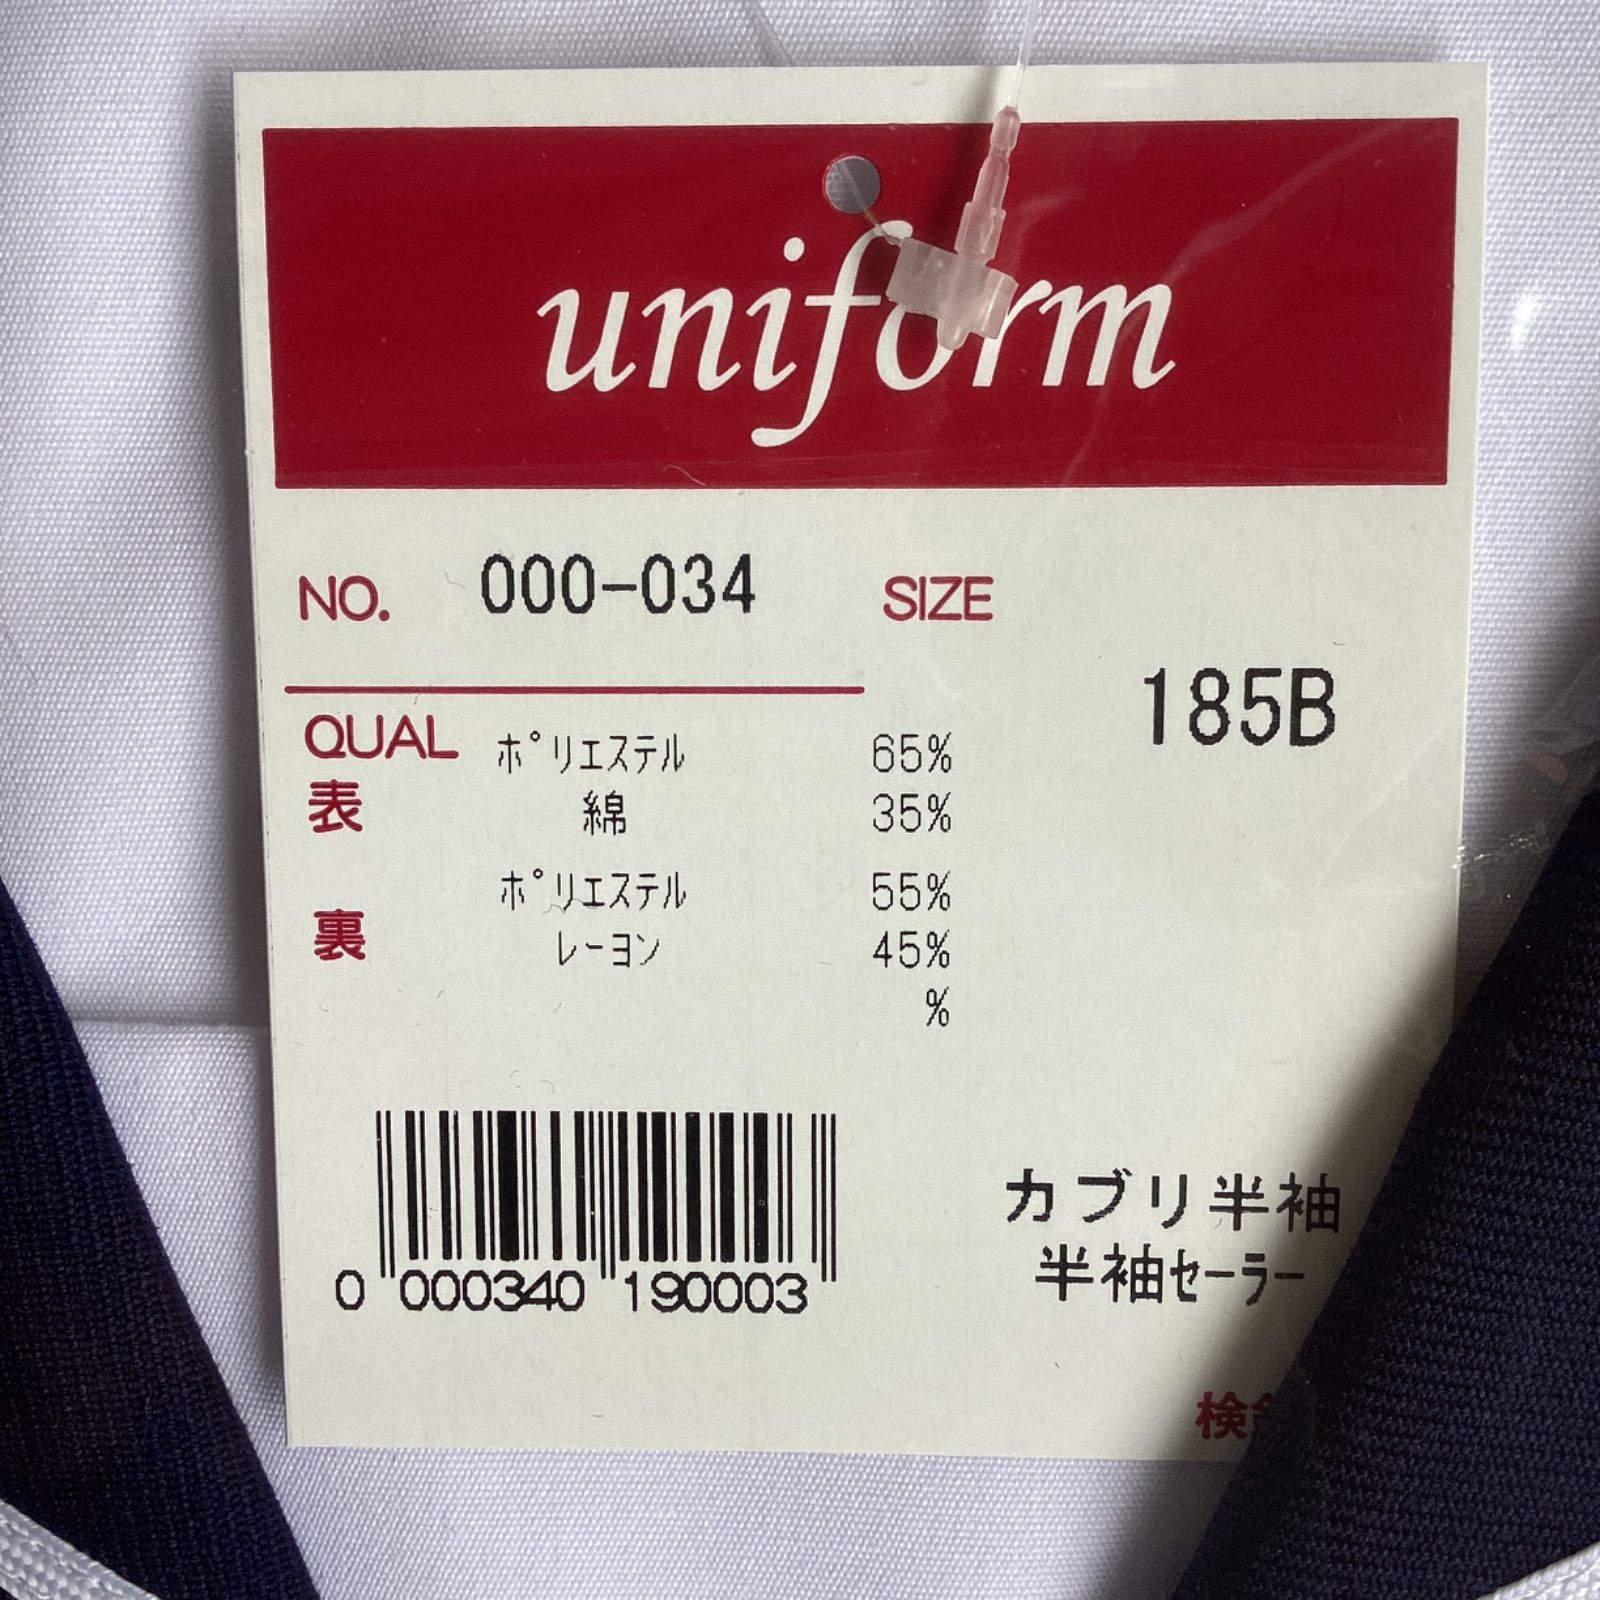 uniform
NO. 000-034 SIZE
185B
QUAL ポリエステル 65%
表 綿 35%
ポリエステル 55%
裏 レーヨン 45%
%
カブリ半袖
半袖セーラー
0 000340 190003
検